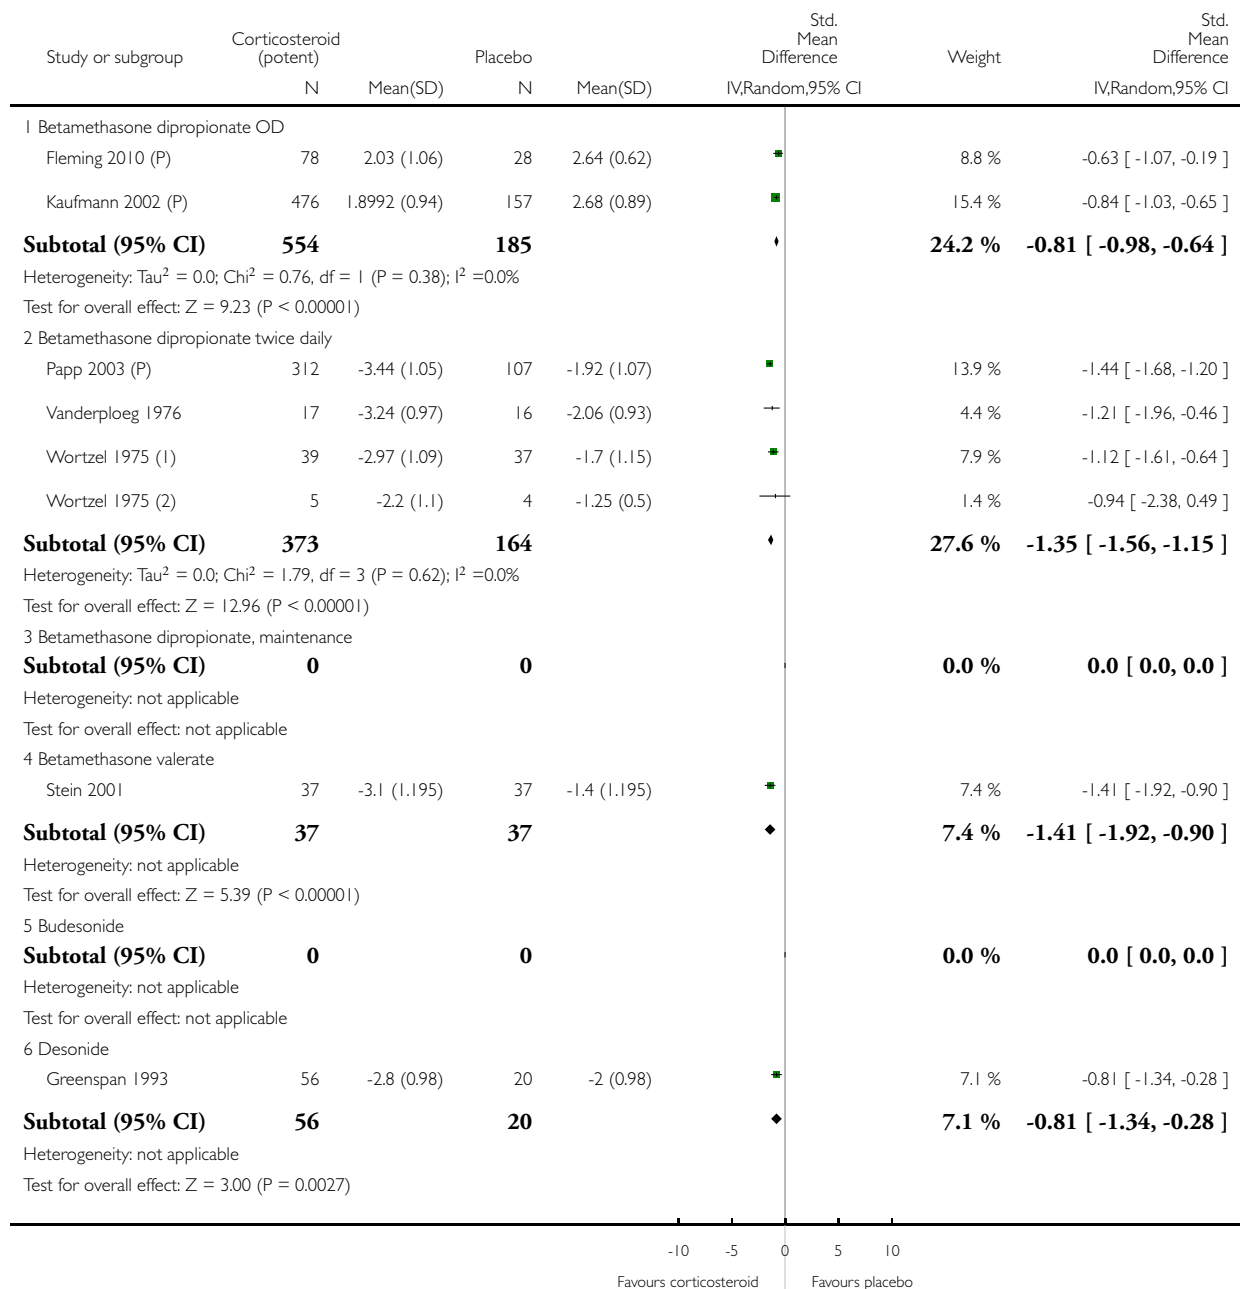 Study or subgroup Corticosteroid (potent) Placebo Std. Mean Difference Weight Std. Mean Difference
N Mean(SD) N Mean(SD) IV,Random,95% CI IV,Random,95% CI
1 Betamethasone dipropionate OD
Fleming 2010 (P) 78 2.03 (1.06) 28 2.64 (0.62) 8.8 % -0.63 [ -1.07, -0.19 ]
Kaufmann 2002 (P) 476 1.8992 (0.94) 157 2.68 (0.89) 15.4 % -0.84 [ -1.03, -0.65 ]
Subtotal (95% CI) 554 185 24.2 % -0.81 [ -0.98, -0.64 ]
Heterogeneity: Tau² = 0.0; Chi² = 0.76, df = 1 (P = 0.38); I² =0.0%
Test for overall effect: Z = 9.23 (P < 0.00001)
2 Betamethasone dipropionate twice daily
Papp 2003 (P) 312 -3.44 (1.05) 107 -1.92 (1.07) 13.9 % -1.44 [ -1.68, -1.20 ]
Vanderploeg 1976 17 -3.24 (0.97) 16 -2.06 (0.93) 4.4 % -1.21 [ -1.96, -0.46 ]
Wortzel 1975 (1) 39 -2.97 (1.09) 37 -1.7 (1.15) 7.9 % -1.12 [ -1.61, -0.64 ]
Wortzel 1975 (2) 5 -2.2 (1.1) 4 -1.25 (0.5) 1.4 % -0.94 [ -2.38, 0.49 ]
Subtotal (95% CI) 373 164 27.6 % -1.35 [ -1.56, -1.15 ]
Heterogeneity: Tau² = 0.0; Chi² = 1.79, df = 3 (P = 0.62); I² =0.0%
Test for overall effect: Z = 12.96 (P < 0.00001)
3 Betamethasone dipropionate, maintenance
Subtotal (95% CI) 0 0 0.0 % 0.0 [ 0.0, 0.0 ]
Heterogeneity: not applicable
Test for overall effect: not applicable
4 Betamethasone valerate
Stein 2001 37 -3.1 (1.195) 37 -1.4 (1.195) 7.4 % -1.41 [ -1.92, -0.90 ]
Subtotal (95% CI) 37 37 7.4 % -1.41 [ -1.92, -0.90 ]
Heterogeneity: not applicable
Test for overall effect: Z = 5.39 (P < 0.00001)
5 Budesonide
Subtotal (95% CI) 0 0 0.0 % 0.0 [ 0.0, 0.0 ]
Heterogeneity: not applicable
Test for overall effect: not applicable
6 Desonide
Greenspan 1993 56 -2.8 (0.98) 20 -2 (0.98) 7.1 % -0.81 [ -1.34, -0.28 ]
Subtotal (95% CI) 56 20 7.1 % -0.81 [ -1.34, -0.28 ]
Heterogeneity: not applicable
Test for overall effect: Z = 3.00 (P = 0.0027)
-10 -5 0 5 10
Favours corticosteroid Favours placebo